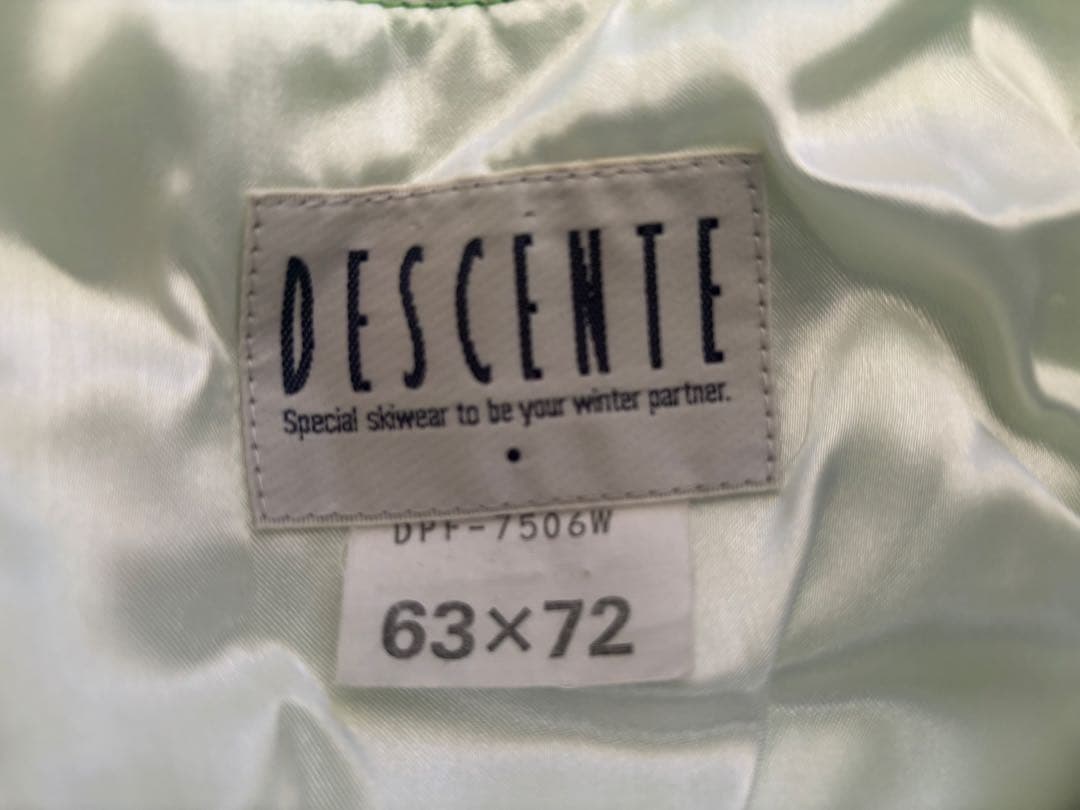 DESCENTE
Special skiwear to be your winter partner.
DPF-7506W
63×72